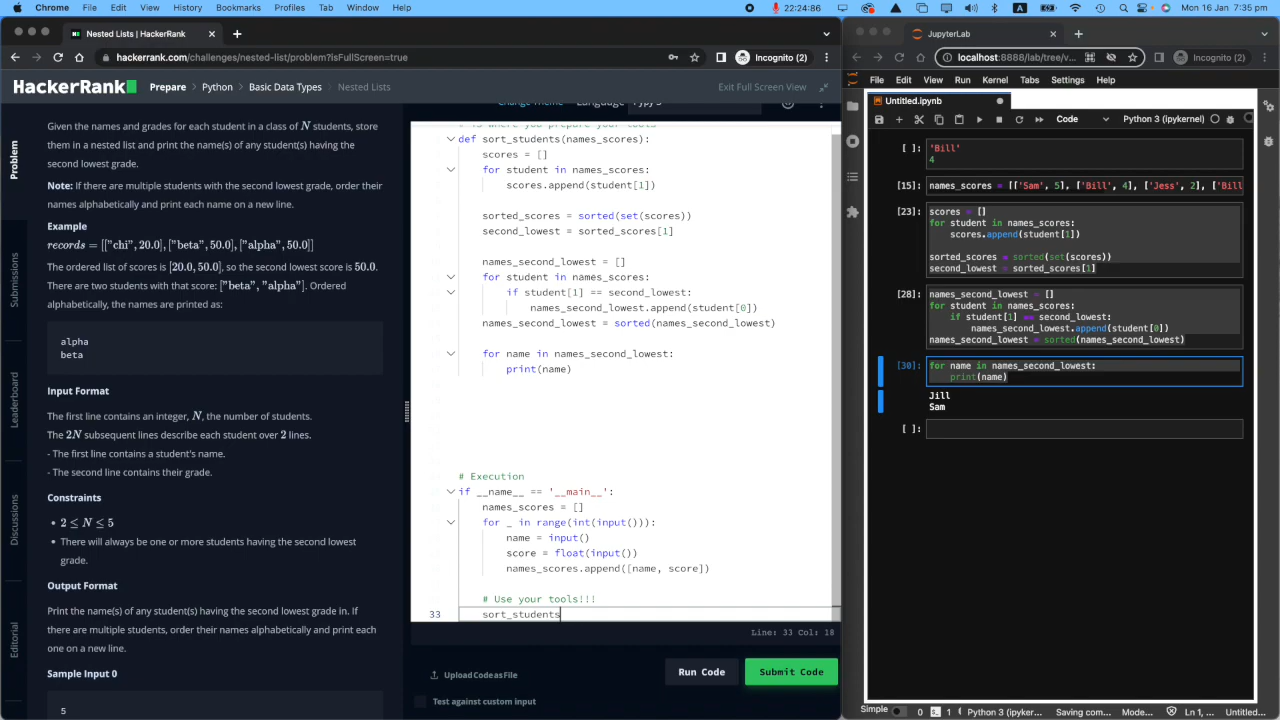 Chrome File Edit View History Bookmarks Profiles Tab Window Help 22:24:86 A Mon 16 Jan 7:35 pm
Nested Lists | HackerRank
hackerrank.com/challenges/nested-list/problem?isFullScreen=true
Incognito (2)
HackerRank Prepare Python Basic Data Types Nested Lists
Exit Full Screen View
Problem
Submissions
Leaderboard
Discussions
Editorial
Given the names and grades for each student in a class of N students, store
them in a nested list and print the name(s) of any student(s) having the
second lowest grade.
Note: If there are multiple students with the second lowest grade, order their
names alphabetically and print each name on a new line.
Example
records = [["chi", 20.0], ["beta", 50.0], ["alpha", 50.0]]
The ordered list of scores is [20.0, 50.0], so the second lowest score is 50.0.
There are two students with that score: ["beta", "alpha"]. Ordered
alphabetically, the names are printed as:
alpha
beta
Input Format
The first line contains an integer, N, the number of students.
The 2N subsequent lines describe each student over 2 lines.
- The first line contains a student's name.
- The second line contains their grade.
Constraints
• 2 ≤ N ≤ 5
• There will always be one or more students having the second lowest
grade.
Output Format
Print the name(s) of any student(s) having the second lowest grade in. If
there are multiple students, order their names alphabetically and print each
one on a new line.
Sample Input 0
5
Change Theme Language Pypy 3
# is where you prepare your tools
def sort_students(names_scores):
scores = []
for student in names_scores:
scores.append(student[1])
sorted_scores = sorted(set(scores))
second_lowest = sorted_scores[1]
names_second_lowest = []
for student in names_scores:
if student[1] == second_lowest:
names_second_lowest.append(student[0])
names_second_lowest = sorted(names_second_lowest)
for name in names_second_lowest:
print(name)
# Execution
if __name__ == '__main__':
names_scores = []
for _ in range(int(input())):
name = input()
score = float(input())
names_scores.append([name, score])
# Use your tools!!!
33 sort_students
Line: 33 Col: 18
Upload Code as File
Run Code
Submit Code
Test against custom input
JupyterLab
localhost:8888/lab/tree/v...
Incognito (2)
File Edit View Run Kernel Tabs Settings Help
Untitled.ipynb
Code Python 3 (ipykernel)
[ ]: 'Bill'
4
[15]: names_scores = [['Sam', 5], ['Bill', 4], ['Jess', 2], ['Bill
[23]: scores = []
for student in names_scores:
scores.append(student[1])
sorted_scores = sorted(set(scores))
second_lowest = sorted_scores[1]
[28]: names_second_lowest = []
for student in names_scores:
if student[1] == second_lowest:
names_second_lowest.append(student[0])
names_second_lowest = sorted(names_second_lowest)
[30]: for name in names_second_lowest:
print(name)
Jill
Sam
[ ]:
Simple 0 1 Python 3 (ipyker... Saving com... Mode... Ln 1, ... Untitled...